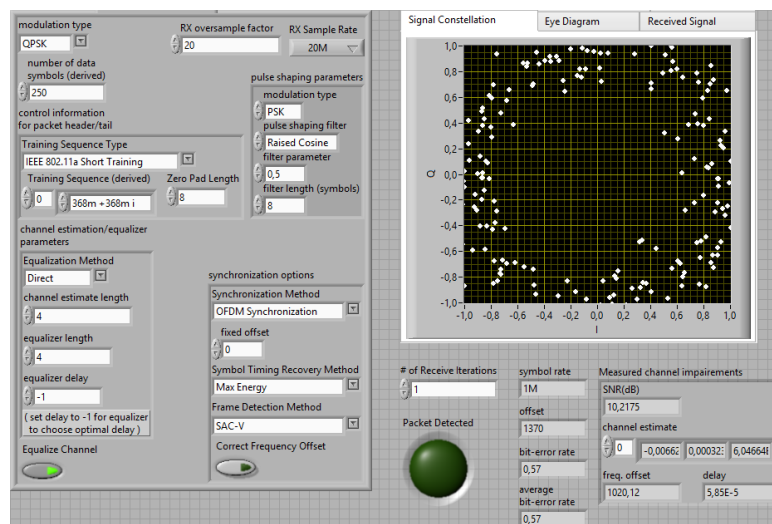 modulation type
QPSK
RX oversample factor
20
RX Sample Rate
20M
number of data
symbols (derived)
250
control information
for packet header/tail
Training Sequence Type
IEEE 802.11a Short Training
Training Sequence (derived)
0
368m +368m i
Zero Pad Length
8
pulse shaping parameters
modulation type
PSK
pulse shaping filter
Raised Cosine
filter parameter
0,5
filter length (symbols)
8
channel estimation/equalizer
parameters
Equalization Method
Direct
channel estimate length
4
equalizer length
4
equalizer delay
-1
( set delay to -1 for equalizer
to choose optimal delay )
Equalize Channel
synchronization options
Synchronization Method
OFDM Synchronization
fixed offset
0
Symbol Timing Recovery Method
Max Energy
Frame Detection Method
SAC-V
Correct Frequency Offset
Signal Constellation
Eye Diagram
Received Signal
1,0
0,8
0,6
0,4
0,2
0,0
-0,2
-0,4
-0,6
-0,8
-1,0
Q
-1,0 -0,8 -0,6 -0,4 -0,2 0,0 0,2 0,4 0,6 0,8 1,0
I
# of Receive Iterations
1
Packet Detected
symbol rate
1M
offset
1370
bit-error rate
0,57
average
bit-error rate
0,57
Measured channel impairements
SNR(dB)
10,2175
channel estimate
0
-0,00662
0,000323
6,04664E
freq. offset
1020,12
delay
5,85E-5